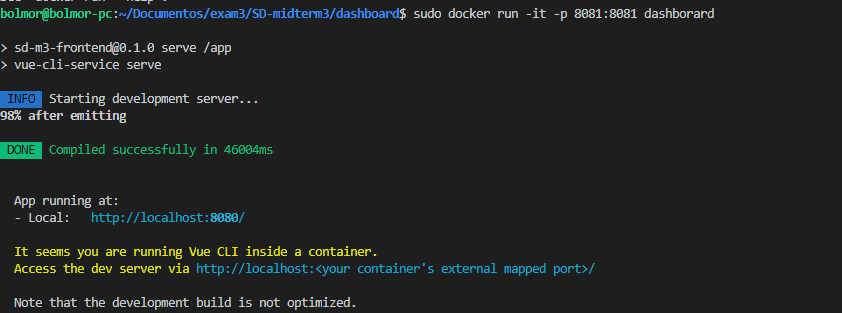 bolmor@bolmor-pc:~/Documentos/exam3/SD-midterm3/dashboard$ sudo docker run -it -p 8081:8081 dashborard
> sd-m3-frontend@0.1.0 serve /app
> vue-cli-service serve
INFO Starting development server...
98% after emitting
DONE Compiled successfully in 46004ms
App running at:
- Local: http://localhost:8080/
It seems you are running Vue CLI inside a container.
Access the dev server via http://localhost:<your container's external mapped port>/
Note that the development build is not optimized.